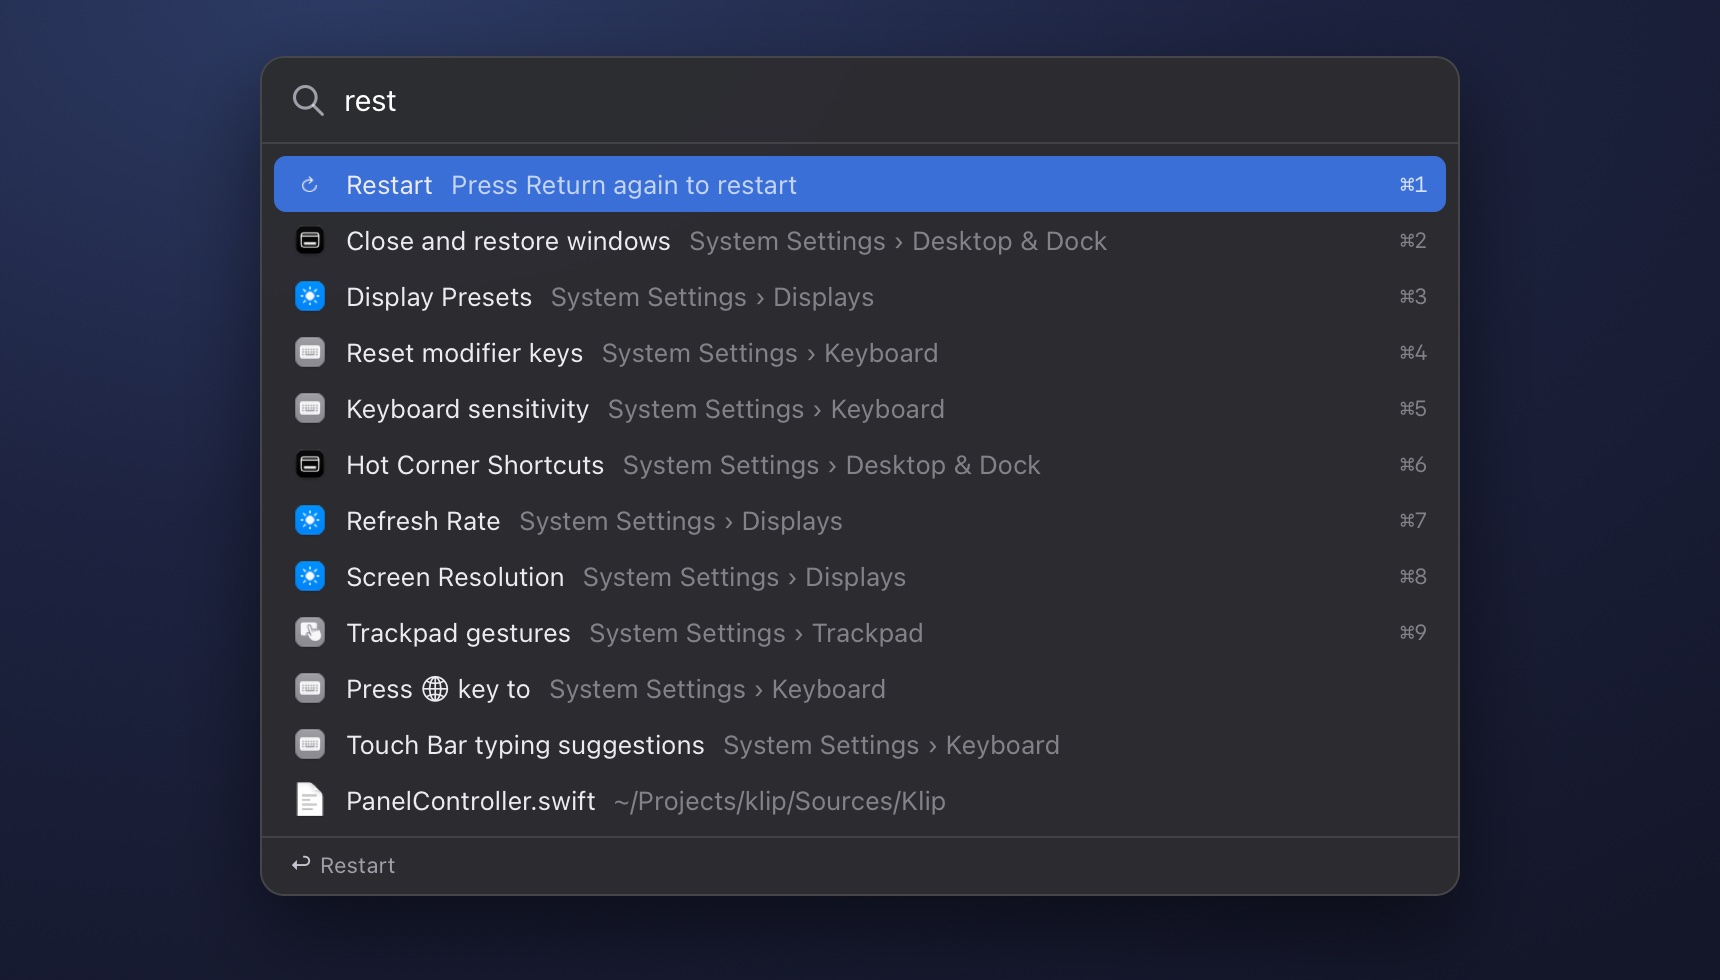 rest
Restart Press Return again to restart ⌘1
Close and restore windows System Settings › Desktop & Dock ⌘2
Display Presets System Settings › Displays ⌘3
Reset modifier keys System Settings › Keyboard ⌘4
Keyboard sensitivity System Settings › Keyboard ⌘5
Hot Corner Shortcuts System Settings › Desktop & Dock ⌘6
Refresh Rate System Settings › Displays ⌘7
Screen Resolution System Settings › Displays ⌘8
Trackpad gestures System Settings › Trackpad ⌘9
Press 🌐 key to System Settings › Keyboard
Touch Bar typing suggestions System Settings › Keyboard
PanelController.swift ~/Projects/klip/Sources/Klip
↩ Restart